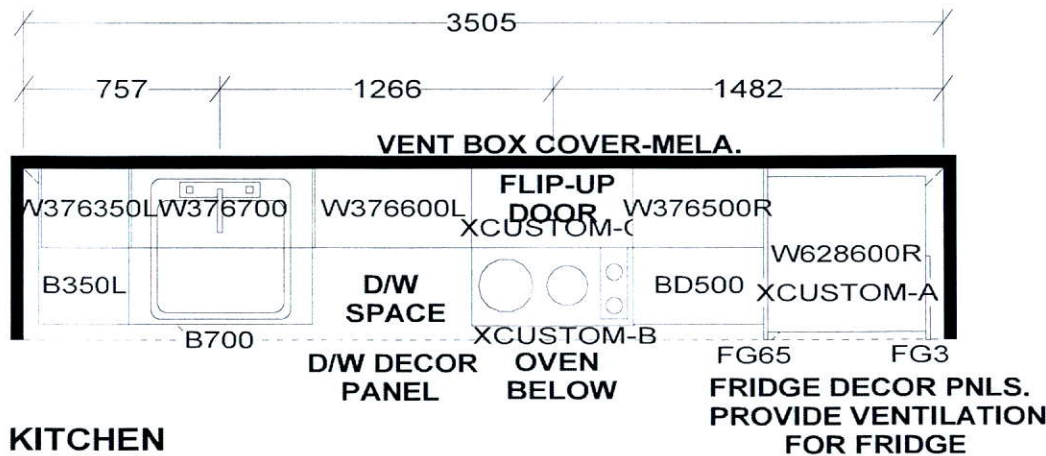 3505
757 1266 1482
VENT BOX COVER-MELA.
W376350L W376700 W376600L FLIP-UP DOOR W376500R
XCUSTOM-C
W628600R
B350L D/W SPACE BD500 XCUSTOM-A
B700 XCUSTOM-B
D/W DECOR PANEL OVEN BELOW FG65 FG3
FRIDGE DECOR PNLS.
PROVIDE VENTILATION
FOR FRIDGE
KITCHEN